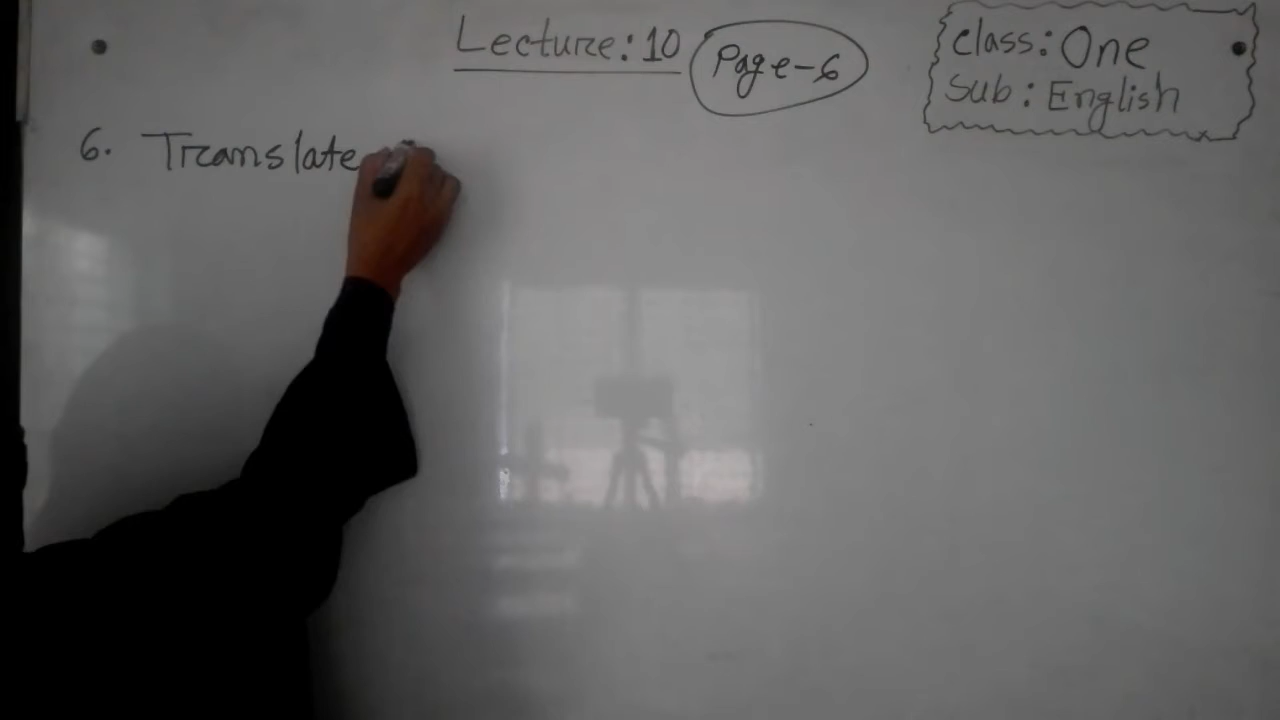 Lecture: 10
Page-6
class: One
Sub: English
6. Translate